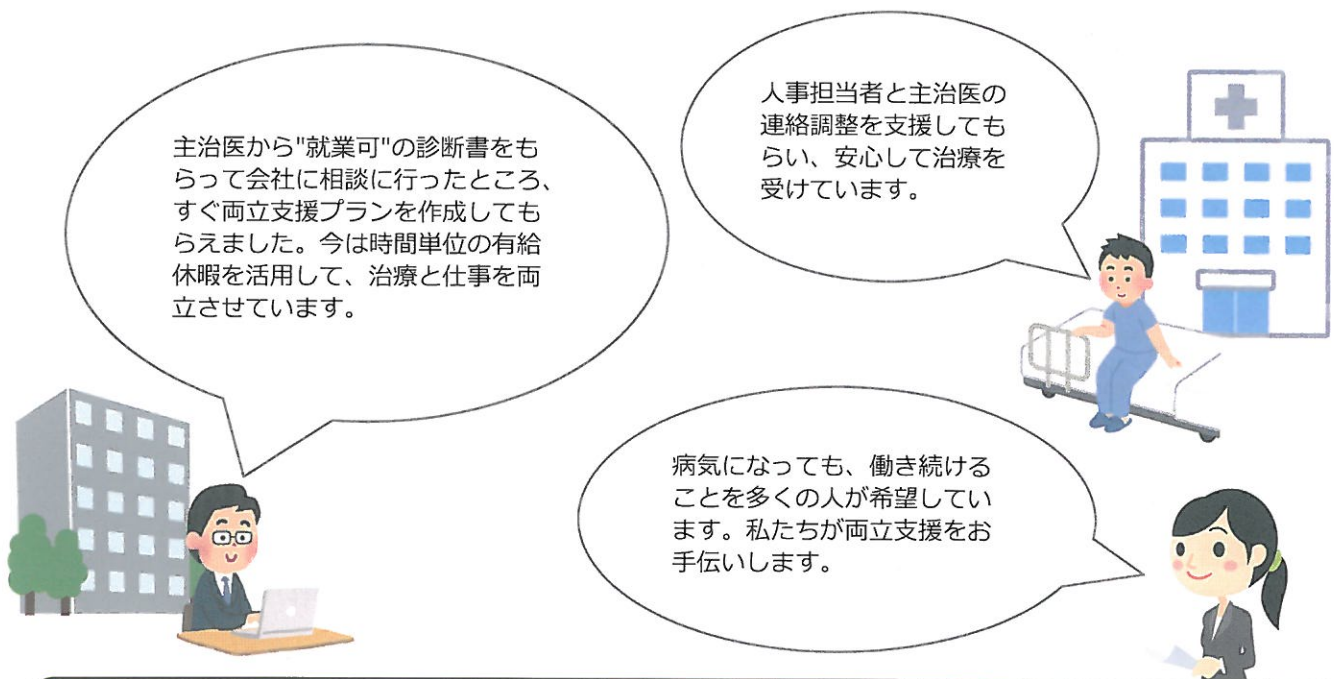 主治医から"就業可"の診断書をも
らって会社に相談に行ったところ、
すぐ両立支援プランを作成しても
らえました。今は時間単位の有給
休暇を活用して、治療と仕事を両
立させています。
人事担当者と主治医の
連絡調整を支援しても
らい、安心して治療を
受けています。
病気になっても、働き続ける
ことを多くの人が希望してい
ます。私たちが両立支援をお
手伝いします。